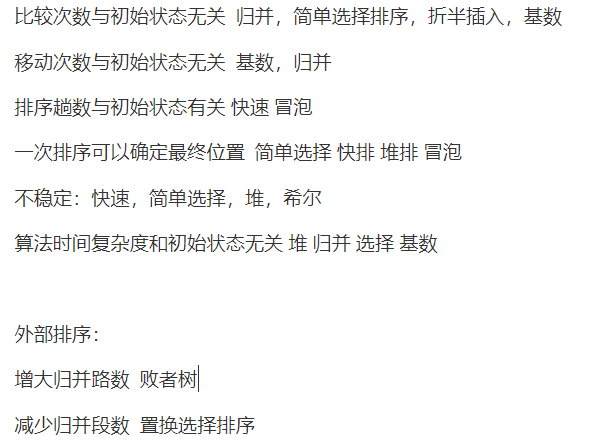 比较次数与初始状态无关  归并，简单选择排序，折半插入，基数
移动次数与初始状态无关  基数，归并
排序趟数与初始状态有关 快速 冒泡
一次排序可以确定最终位置  简单选择 快排 堆排 冒泡
不稳定：快速，简单选择，堆，希尔
算法时间复杂度和初始状态无关 堆 归并 选择 基数
外部排序：
增大归并路数  败者树
减少归并段数  置换选择排序